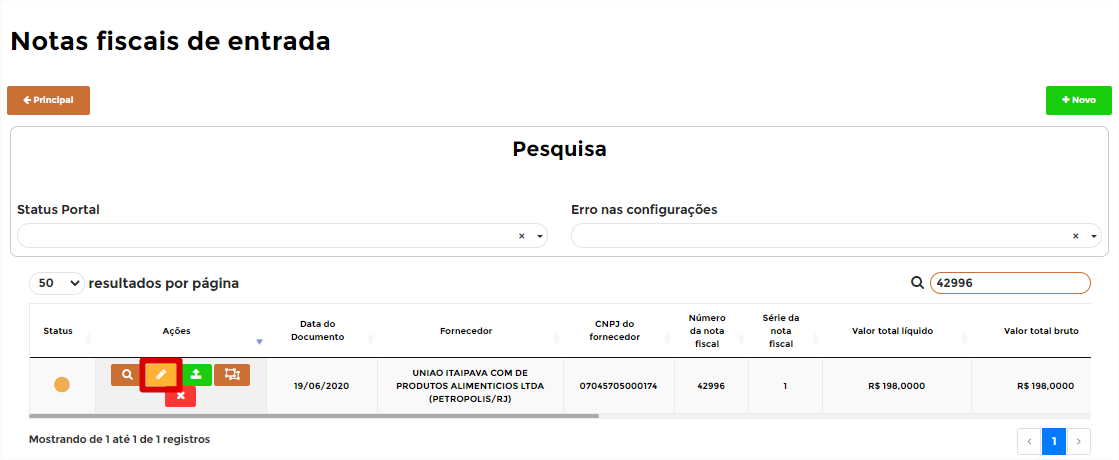 Notas fiscais de entrada
Principal
Novo
Pesquisa
Status Portal
Erro nas configurações
× 
× 
50 resultados por página
42996
Status
Ações
Data do
Documento
Fornecedor
CNPJ do
fornecedor
Número
da nota
fiscal
Série da
nota
fiscal
Valor total líquido
Valor total bruto
19/06/2020
UNIAO ITAIPAVA COM DE
PRODUTOS ALIMENTICIOS LTDA
(PETROPOLIS/RJ)
07045705000174
42996
1
R$ 198,0000
R$ 198,0000
Mostrando de 1 até 1 de 1 registros
‹ 1 ›